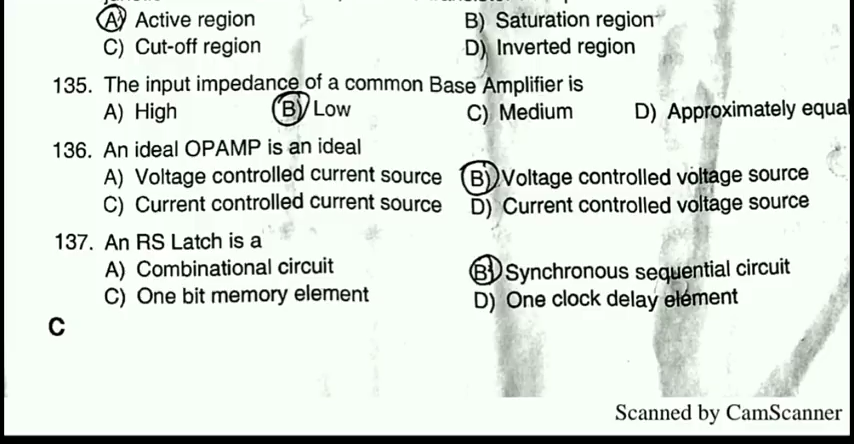 A) Active region B) Saturation region
C) Cut-off region D) Inverted region
135. The input impedance of a common Base Amplifier is
A) High B) Low C) Medium D) Approximately equal
136. An ideal OPAMP is an ideal
A) Voltage controlled current source B) Voltage controlled voltage source
C) Current controlled current source D) Current controlled voltage source
137. An RS Latch is a
A) Combinational circuit B) Synchronous sequential circuit
C) One bit memory element D) One clock delay element
C
Scanned by CamScanner